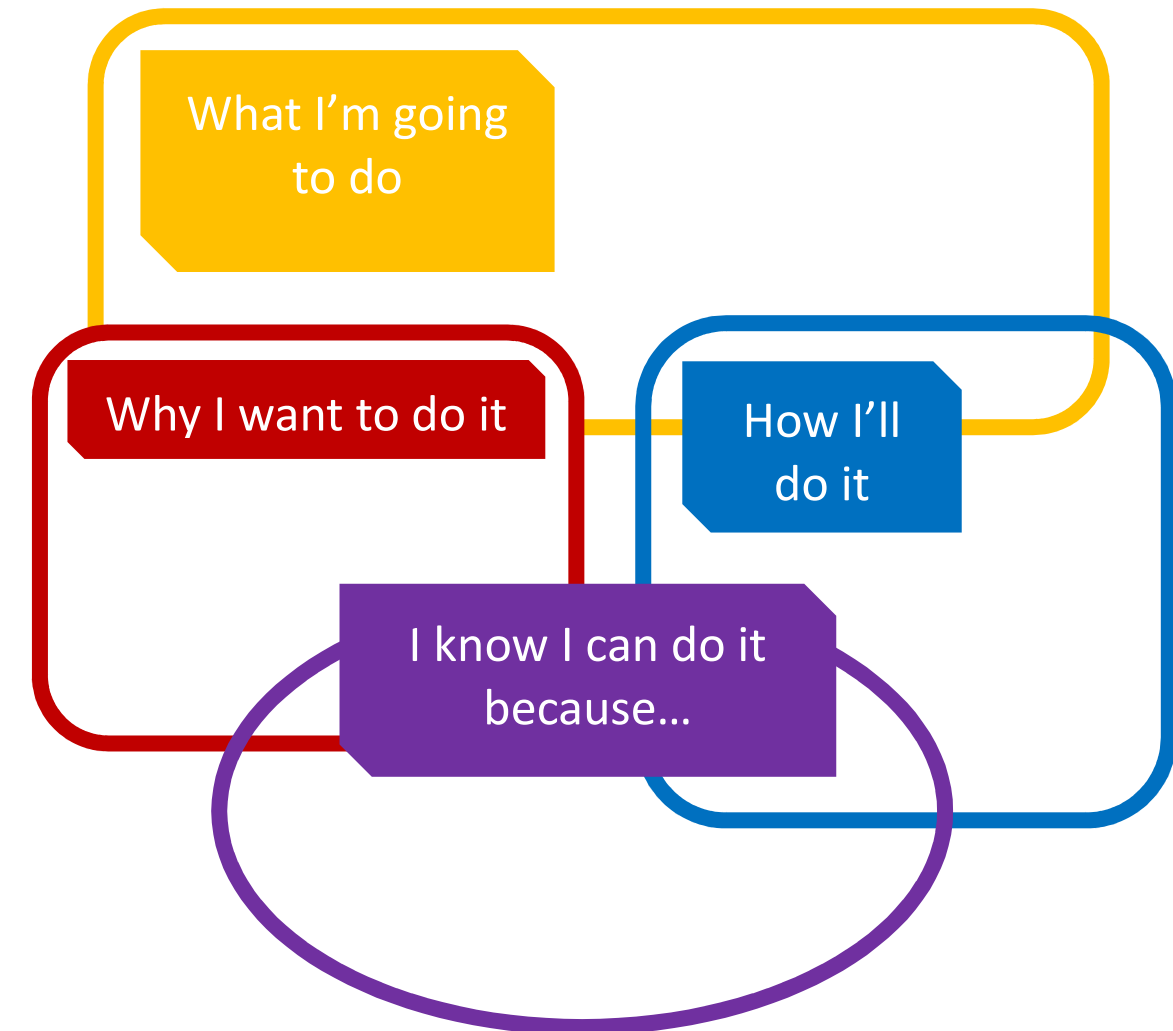 What I’m going
to do
Why I want to do it
How I’ll
do it
I know I can do it
because…